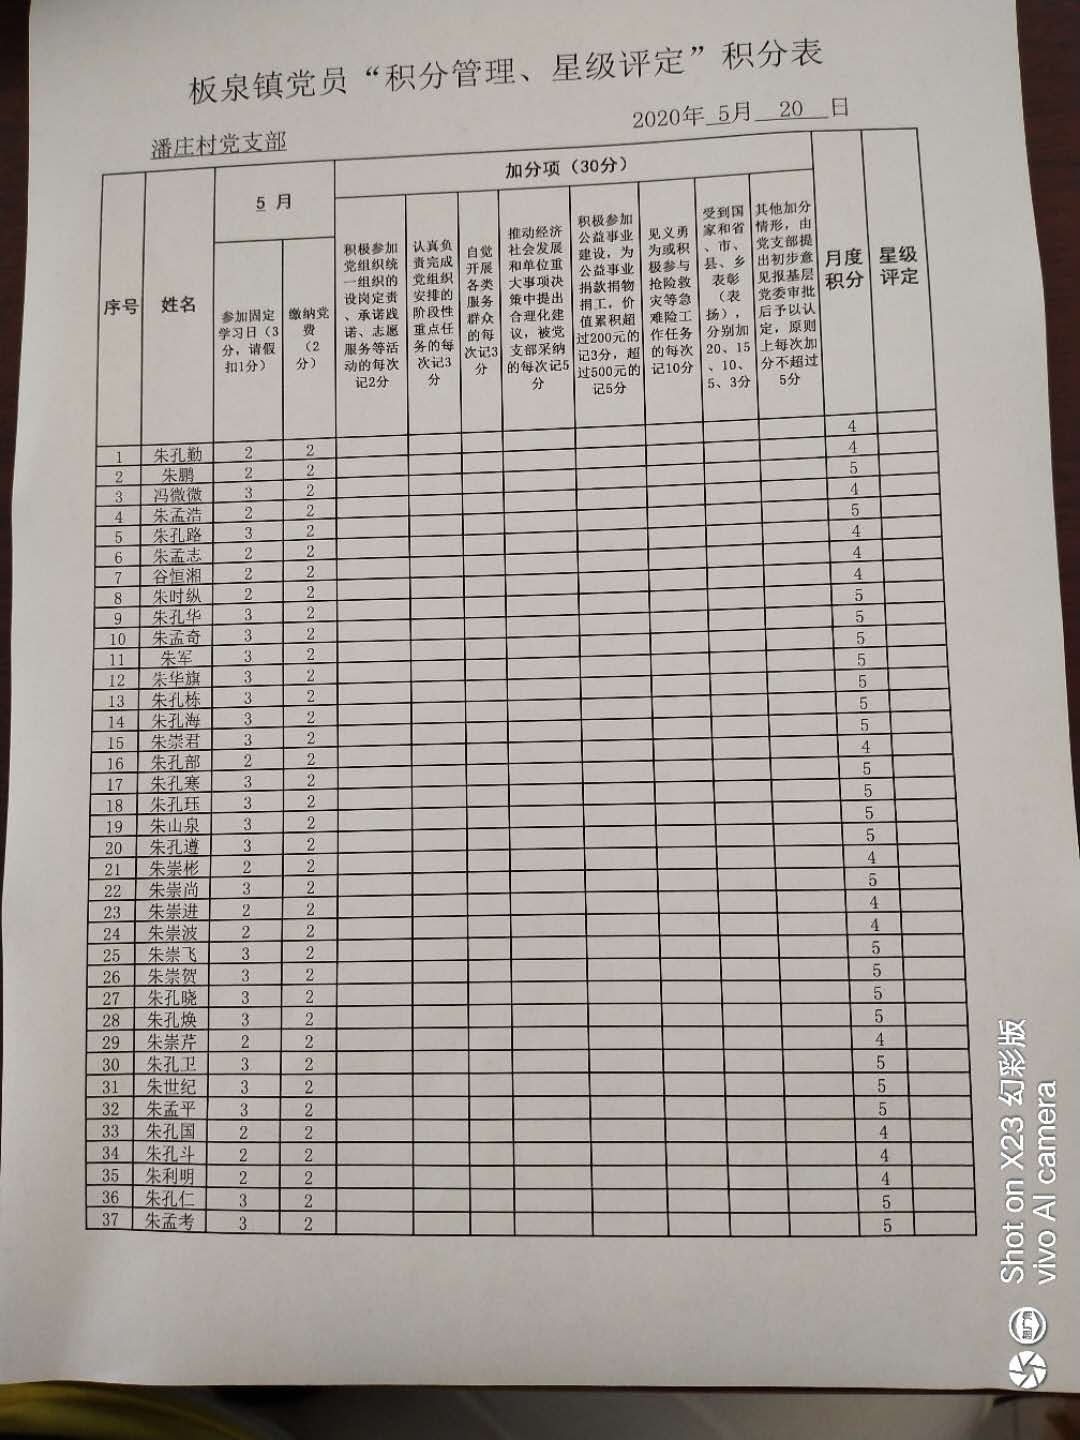 板泉镇党员“积分管理、星级评定”积分表
潘庄村党支部
2020年 5月 20 日
序号 姓名 5 月 加分项（30分） 月度积分 星级评定
参加固定
学习日（3
分，请假
扣1分）
缴纳党
费
（2
分）
积极参加
党组织统
一组织的
设岗定责
、承诺践
诺、志愿
服务等活
动的每次
记2分
认真负
责完成
党组织
安排的
阶段性
重点任
务的每
次记3
分
自觉
开展
各类
服务
群众
的每
次记3
分
推动经济
社会发展
和单位重
大事项决
策中提出
合理化建
议，被党
支部采纳
的每次记5
分
积极参加
公益事业
建设，为
公益事业
捐款捐物
捐工，价
值累积超
过200元的
记3分，超
过500元的
记5分
见义勇
为或积
极参与
抢险救
灾等急
难险工
作任务
的每次
记10分
受到国
家和省
、市、
县、乡
表彰
（表
扬），
分别加
20、15
、10、
5、3分
其他加分
情形，由
党支部提
出初步意
见报基层
党委审批
后予以认
定，原则
上每次加
分不超过
5分
1 朱孔勤 2 2 4
2 朱鹏 2 2 4
3 冯微微 3 2 5
4 朱孟浩 2 2 4
5 朱孔路 3 2 5
6 朱孟志 2 2 4
7 谷恒湘 2 2 4
8 朱时纵 2 2 4
9 朱孔华 3 2 5
10 朱孟奇 3 2 5
11 朱军 3 2 5
12 朱华旗 3 2 5
13 朱孔栋 3 2 5
14 朱孔海 3 2 5
15 朱崇君 3 2 5
16 朱孔部 2 2 4
17 朱孔寒 3 2 5
18 朱孔珏 3 2 5
19 朱山泉 3 2 5
20 朱孔遵 3 2 5
21 朱崇彬 2 2 4
22 朱崇尚 3 2 5
23 朱崇进 2 2 4
24 朱崇波 2 2 4
25 朱崇飞 3 2 5
26 朱崇贺 3 2 5
27 朱孔晓 3 2 5
28 朱孔焕 3 2 5
29 朱崇芹 2 2 4
30 朱孔卫 3 2 5
31 朱世纪 3 2 5
32 朱孟平 3 2 5
33 朱孔国 2 2 4
34 朱孔斗 2 2 4
35 朱利明 2 2 4
36 朱孔仁 3 2 5
37 朱孟考 3 2 5
Shot on X23 幻彩版
vivo AI camera